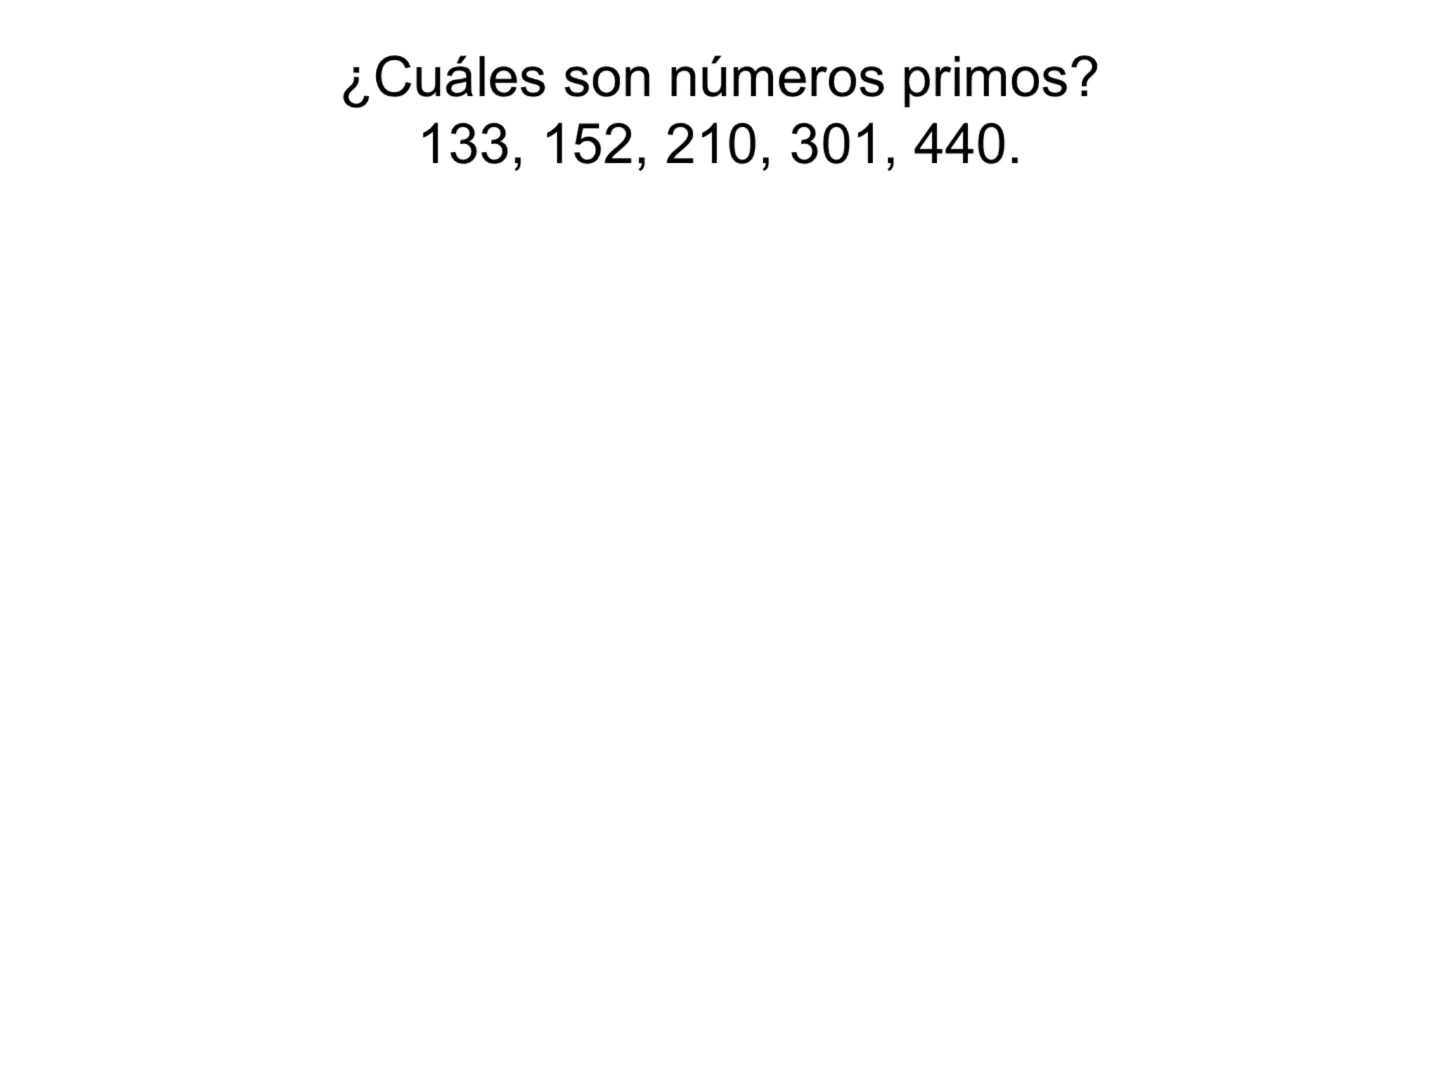 ¿Cuáles son números primos?
133, 152, 210, 301, 440.